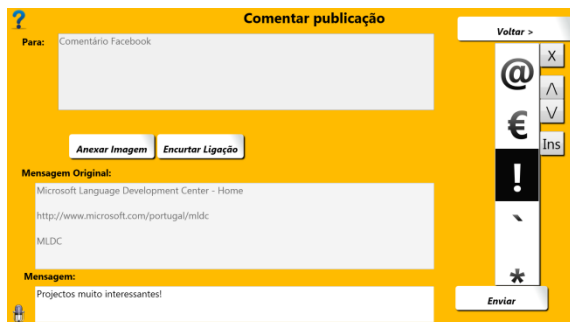 ?
Comentar publicação
Voltar >
Para:
Comentário Facebook
@
X
/\
€
\/
Anexar Imagem
Encurtar Ligação
Ins
!
Mensagem Original:
Microsoft Language Development Center - Home
http://www.microsoft.com/portugal/mldc
MLDC
`
*
Mensagem:
Projectos muito interessantes!
Enviar